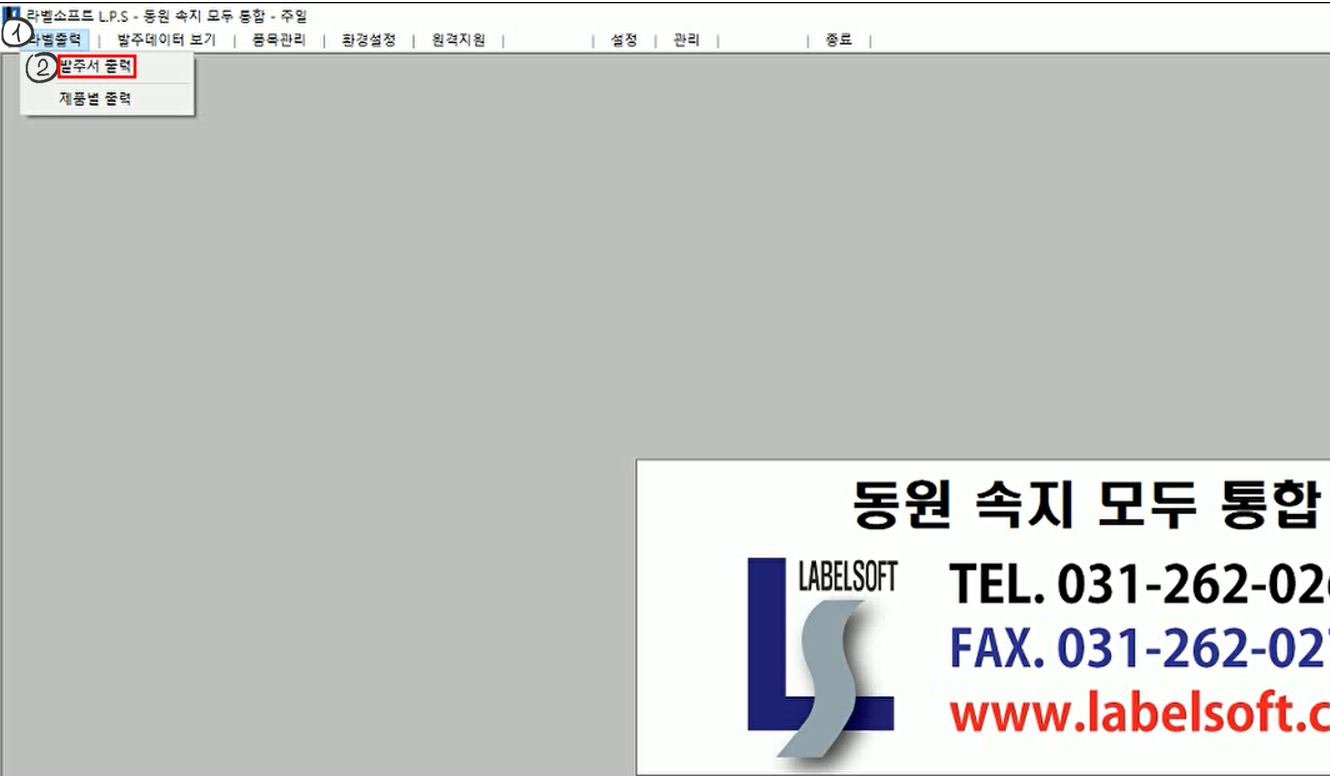 라벨소프트 L.P.S - 동원 속지 모두 통합 - 주일
① 라벨출력 | 발주데이터 보기 | 품목관리 | 환경설정 | 원격지원 | | 설정 | 관리 | | 종료 |
② 발주서 출력
제품별 출력
동원 속지 모두 통합
LABELSOFT
TEL. 031-262-02
FAX. 031-262-02
www.labelsoft.c